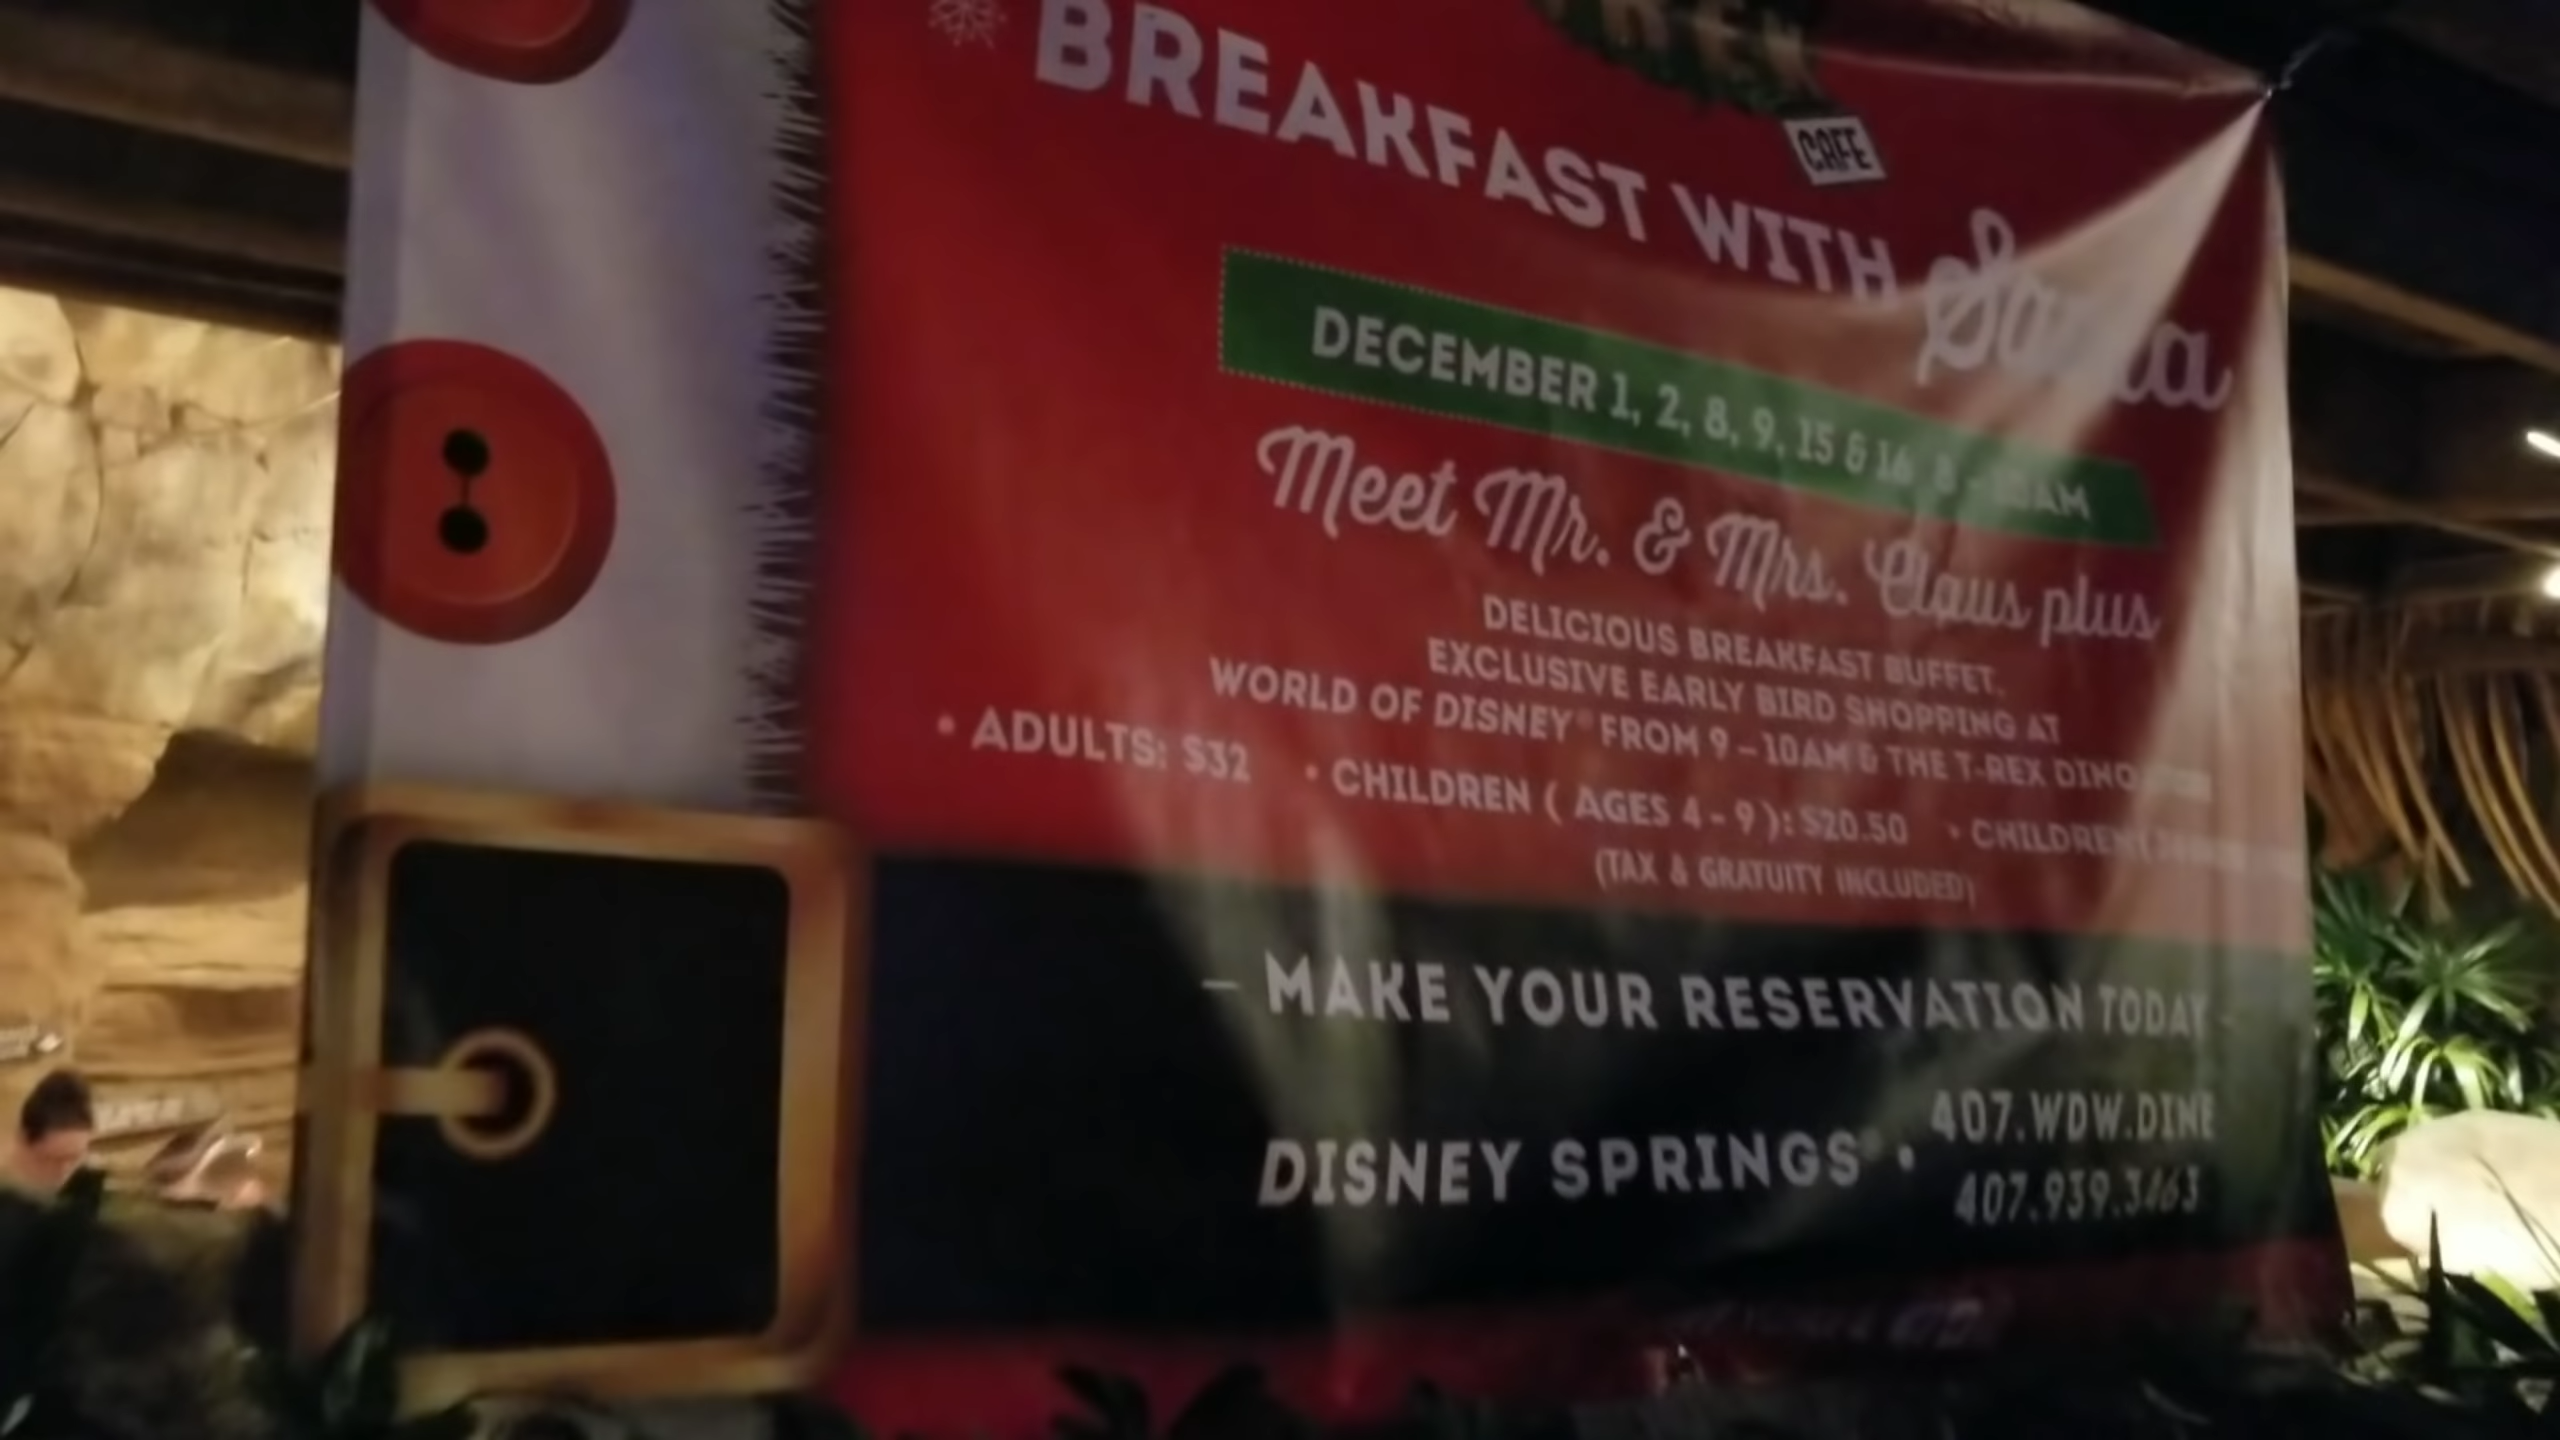 T-REX
CAFE
BREAKFAST WITH Santa
DECEMBER 1, 2, 8, 9, 15 & 16 8 - 10AM
Meet Mr. & Mrs. Claus plus
DELICIOUS BREAKFAST BUFFET,
EXCLUSIVE EARLY BIRD SHOPPING AT
WORLD OF DISNEY® FROM 9 – 10AM & THE T-REX DINO
• ADULTS: $32 • CHILDREN ( AGES 4 - 9 ): $20.50 • CHILDREN
(TAX & GRATUITY INCLUDED)
– MAKE YOUR RESERVATION TODAY –
DISNEY SPRINGS® • 407.WDW.DINE
407.939.3463